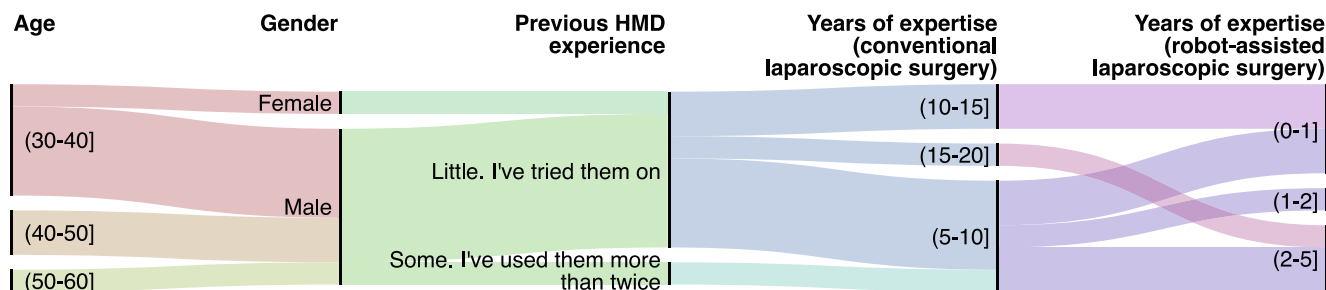 Age
Gender
Previous HMD
experience
Years of expertise
(conventional
laparoscopic surgery)
Years of expertise
(robot-assisted
laparoscopic surgery)
(30-40]
(40-50]
(50-60]
Female
Male
Little. I've tried them on
Some. I've used them more
than twice
(10-15]
(15-20]
(5-10]
(0-1]
(1-2]
(2-5]